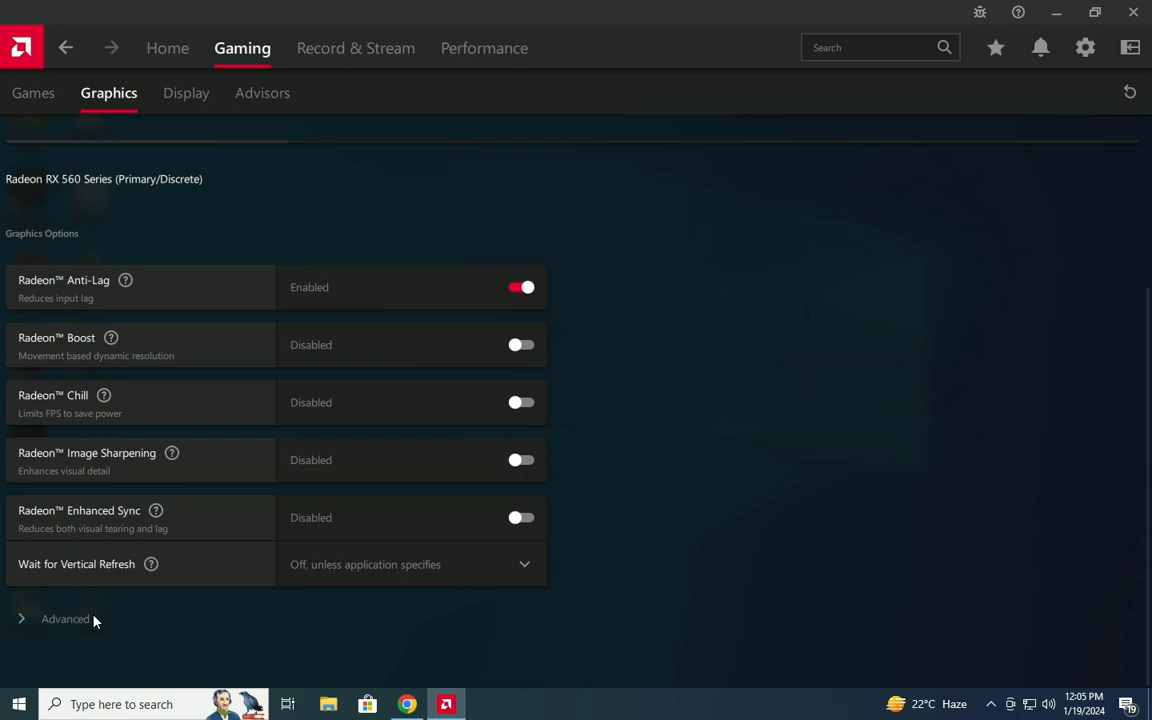 Home
Gaming
Record & Stream
Performance
Search
Games
Graphics
Display
Advisors
Radeon RX 560 Series (Primary/Discrete)
Graphics Options
Radeon™ Anti-Lag
Reduces input lag
Enabled
Radeon™ Boost
Movement based dynamic resolution
Disabled
Radeon™ Chill
Limits FPS to save power
Disabled
Radeon™ Image Sharpening
Enhances visual detail
Disabled
Radeon™ Enhanced Sync
Reduces both visual tearing and lag
Disabled
Wait for Vertical Refresh
Off, unless application specifies
Advanced
Type here to search
22°C Haze
12:05 PM
1/19/2024
19